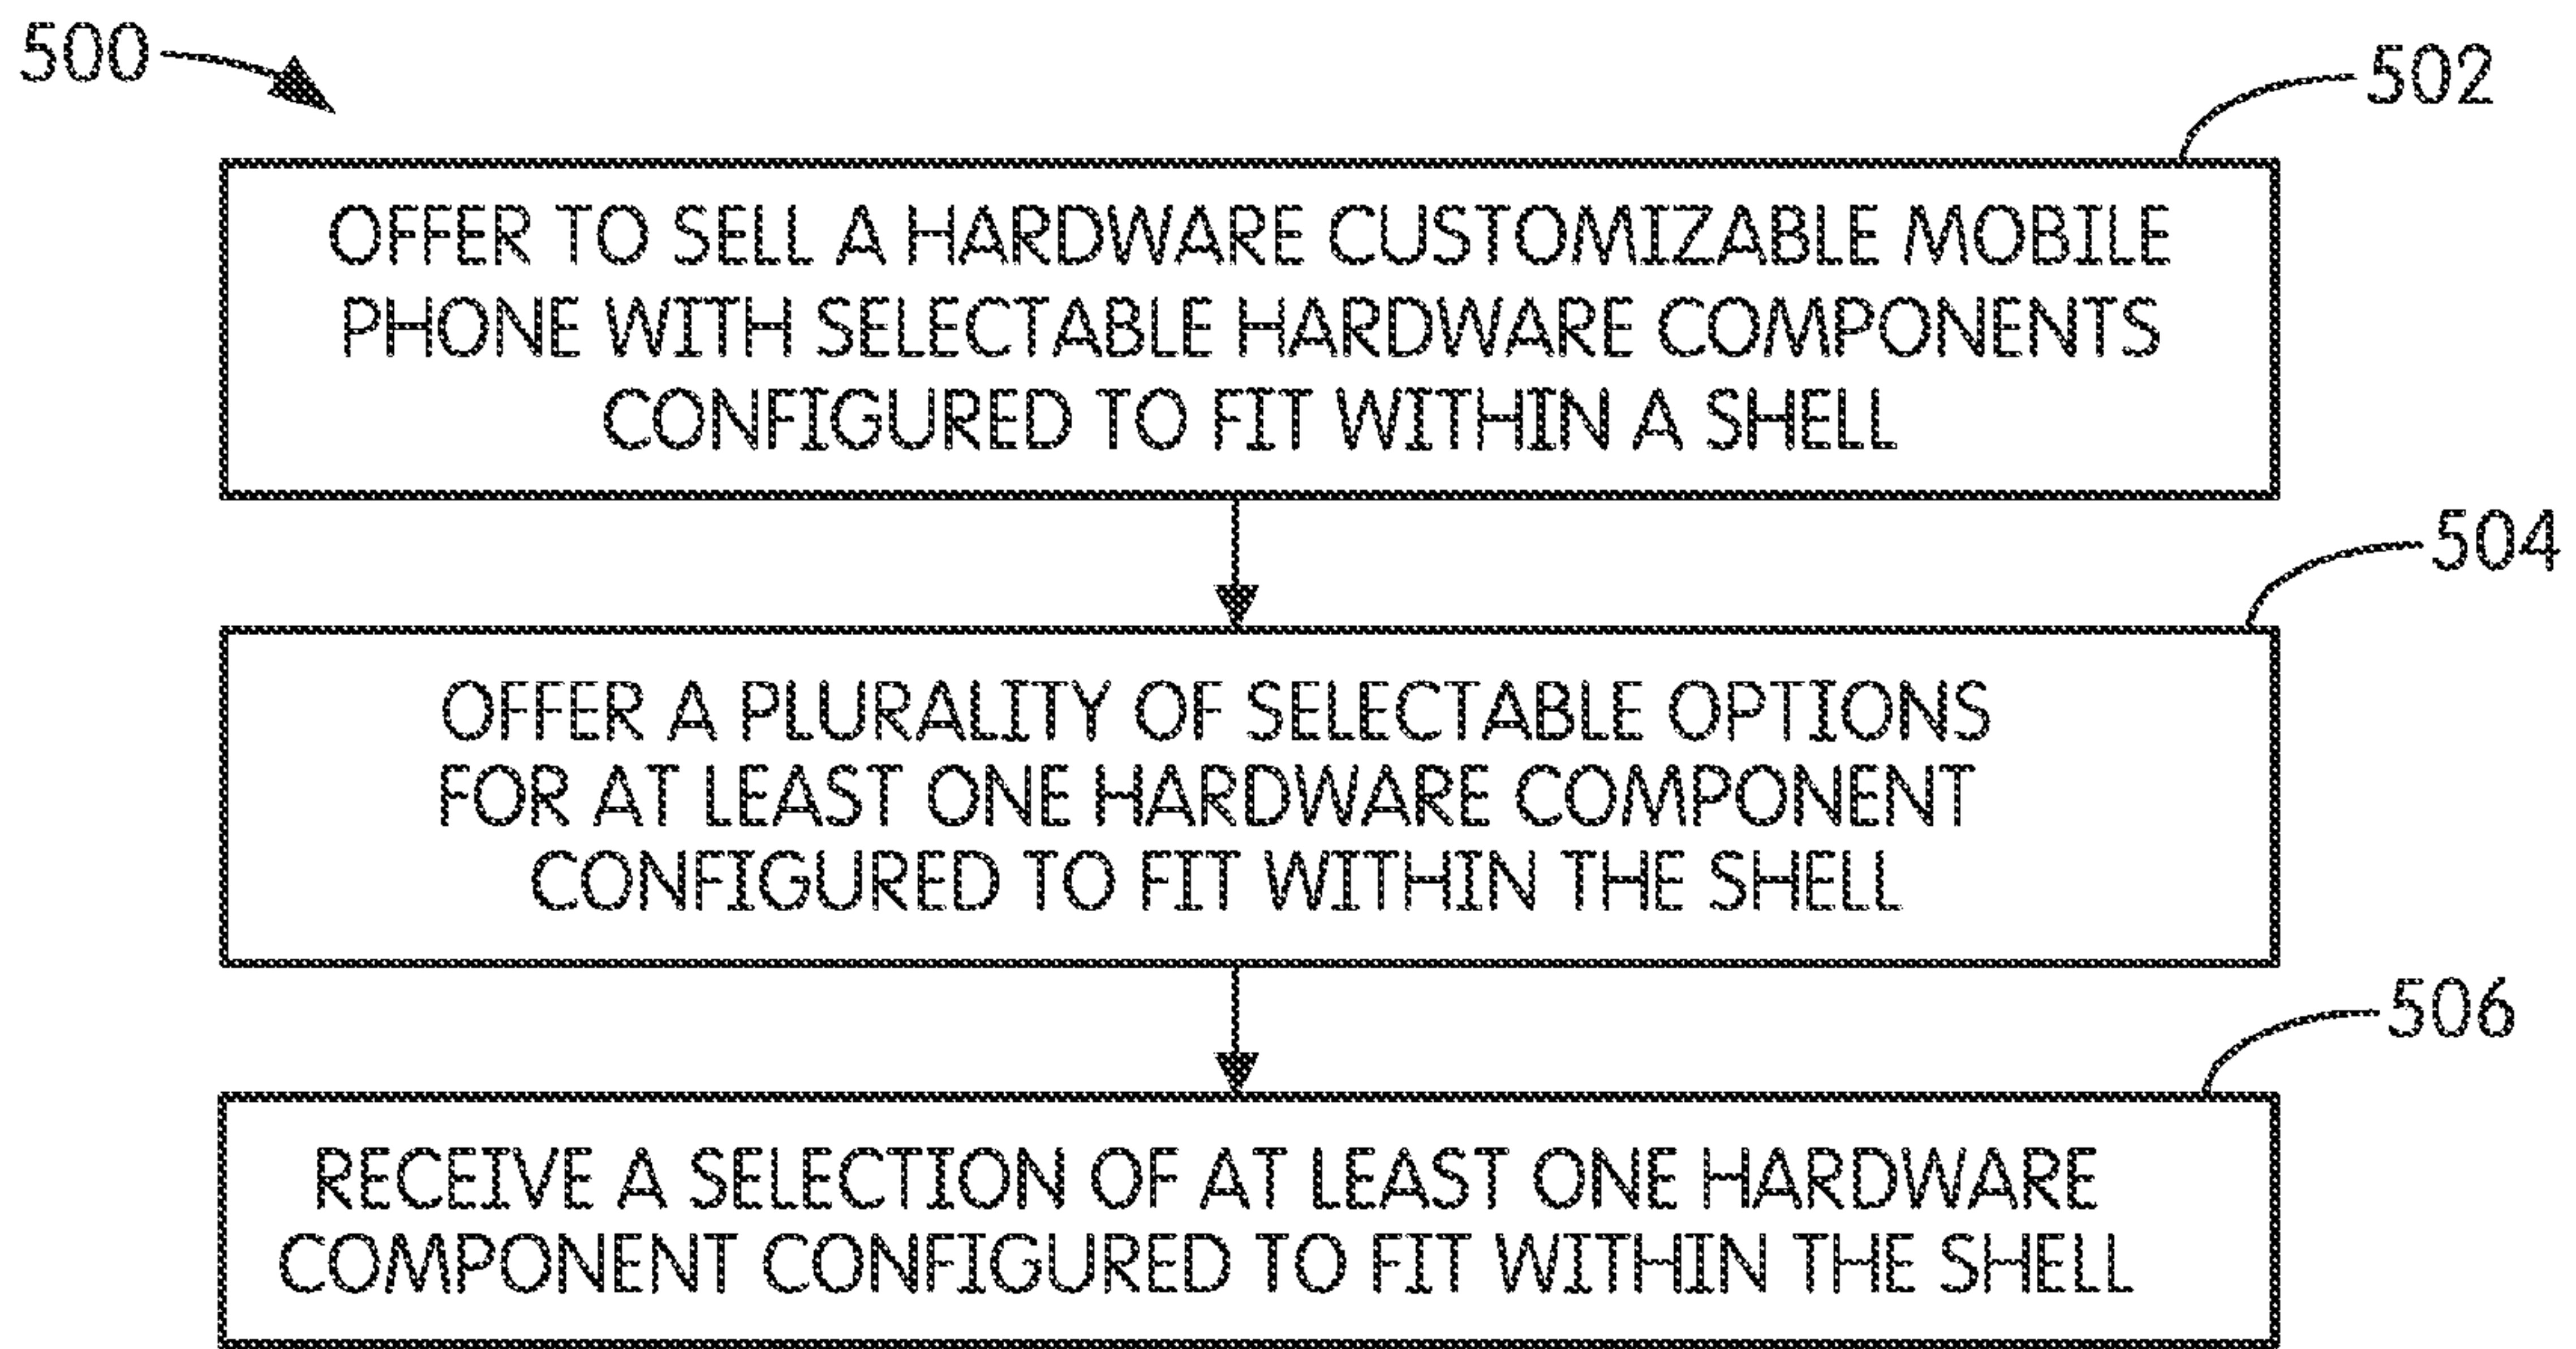 500
502
OFFER TO SELL A HARDWARE CUSTOMIZABLE MOBILE
PHONE WITH SELECTABLE HARDWARE COMPONENTS
CONFIGURED TO FIT WITHIN A SHELL
504
OFFER A PLURALITY OF SELECTABLE OPTIONS
FOR AT LEAST ONE HARDWARE COMPONENT
CONFIGURED TO FIT WITHIN THE SHELL
506
RECEIVE A SELECTION OF AT LEAST ONE HARDWARE
COMPONENT CONFIGURED TO FIT WITHIN THE SHELL